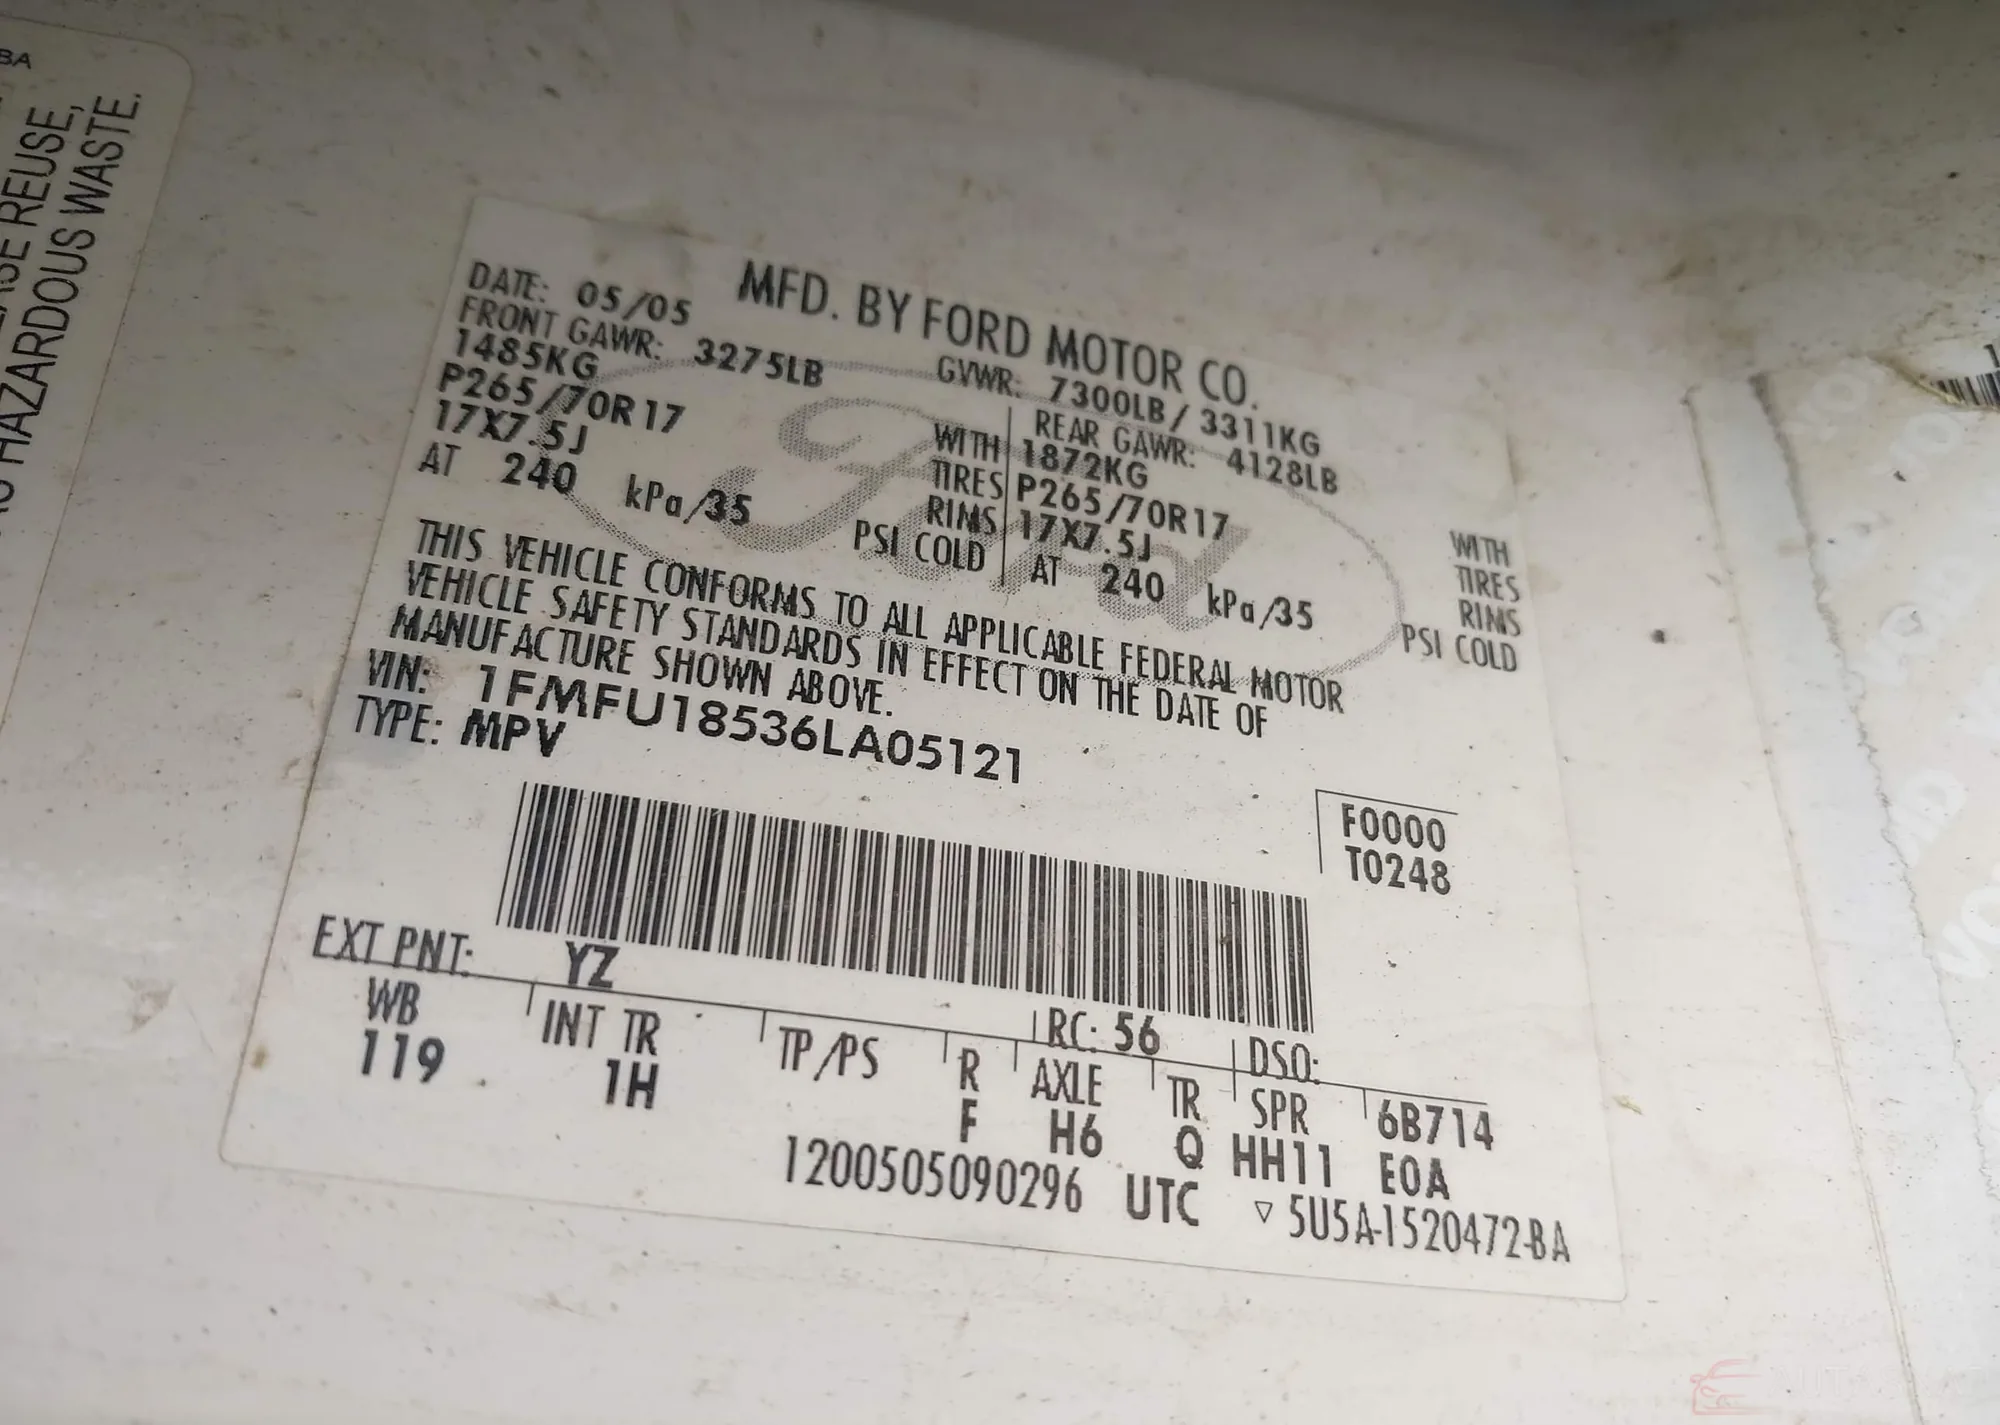 BA
SE REUSE,
HAZARDOUS WASTE.
MFD. BY FORD MOTOR CO.
DATE: 05/05
GVWR: 7300LB/ 3311KG
FRONT GAWR: 3275LB
REAR GAWR: 4128LB
1485KG WITH
1872KG WITH
P265/70R17 TIRES
P265/70R17 TIRES
17X7.5J RIMS
17X7.5J RIMS
AT 240 kPa/35 PSI COLD
AT 240 kPa/35 PSI COLD
THIS VEHICLE CONFORMS TO ALL APPLICABLE FEDERAL MOTOR
VEHICLE SAFETY STANDARDS IN EFFECT ON THE DATE OF
MANUFACTURE SHOWN ABOVE.
VIN: 1FMFU18536LA05121
TYPE: MPV
F0000
T0248
EXT PNT: YZ RC: 56 DSO:
WB INT TR TP/PS R AXLE TR SPR 6B714
119 1H F H6 Q HH11 E0A
1200505090296 UTC ▽ 5U5A-1520472-BA